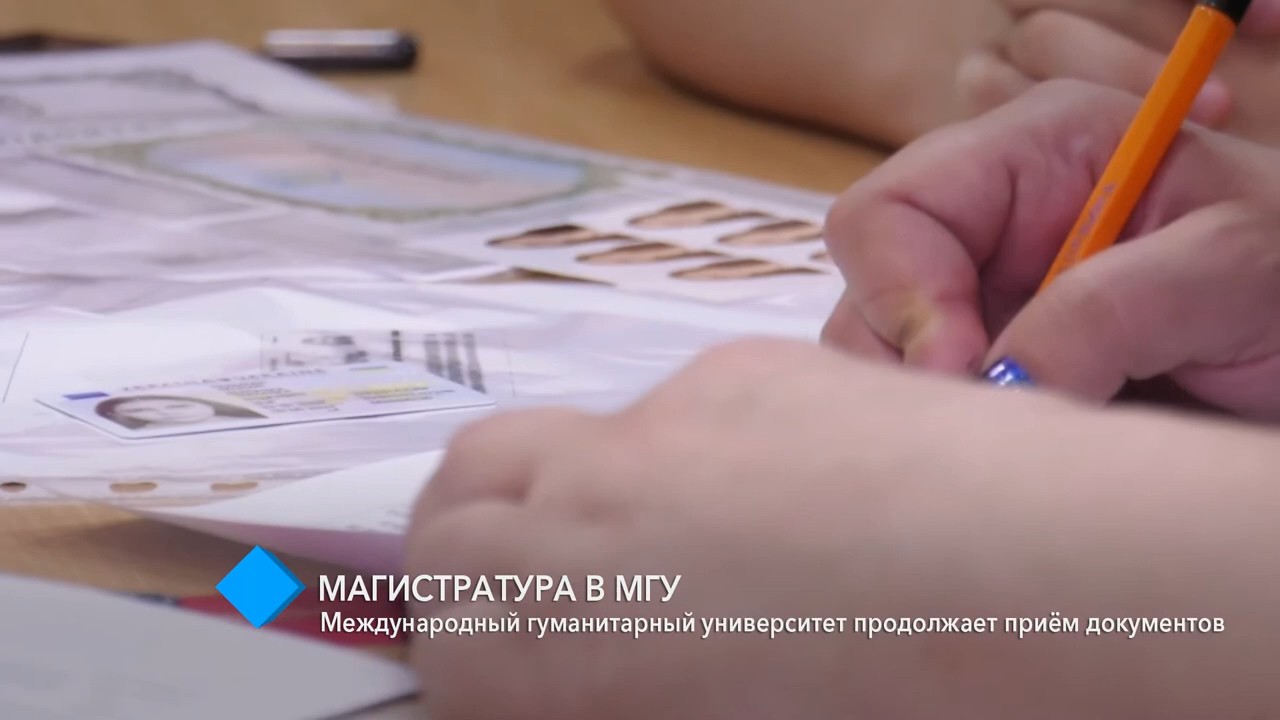 МАГИСТРАТУРА В МГУ
Международный гуманитарный университет продолжает приём документов